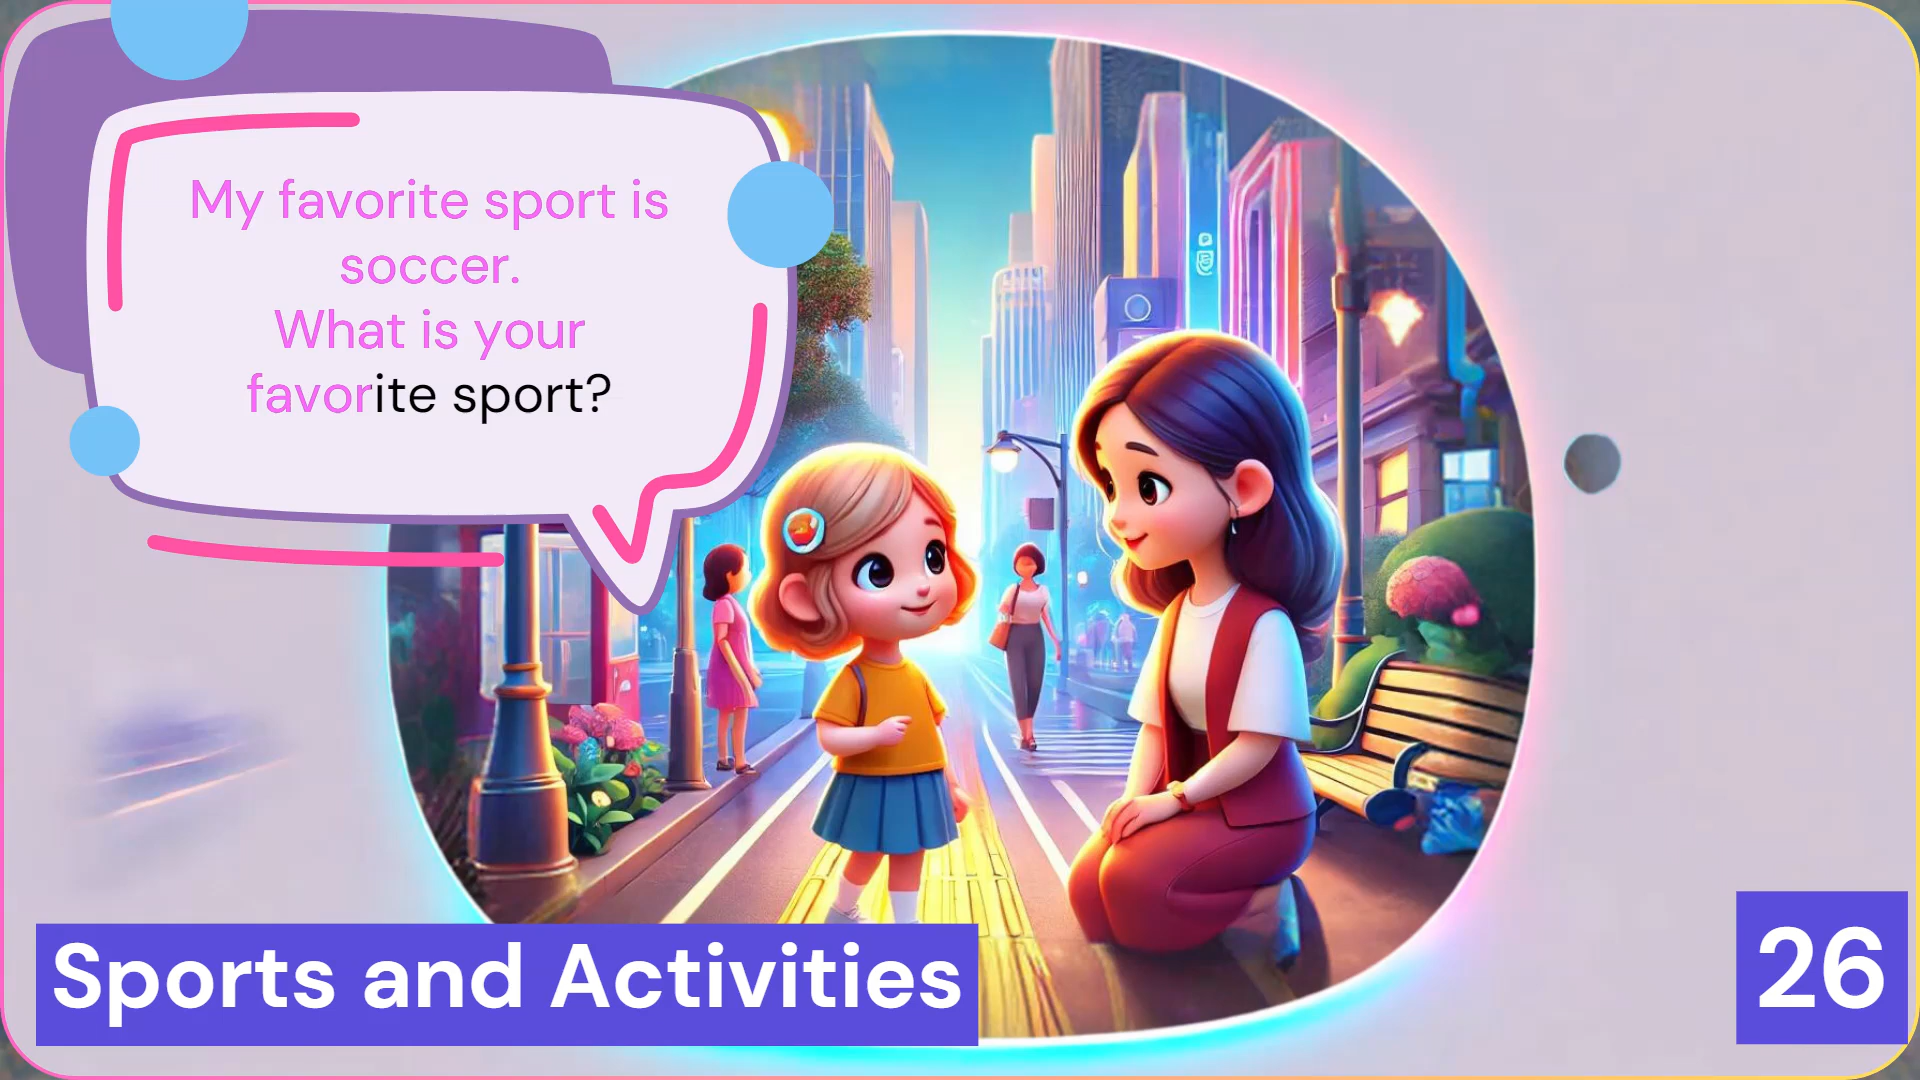 My favorite sport is
soccer.
What is your
favorite sport?
Sports and Activities
26